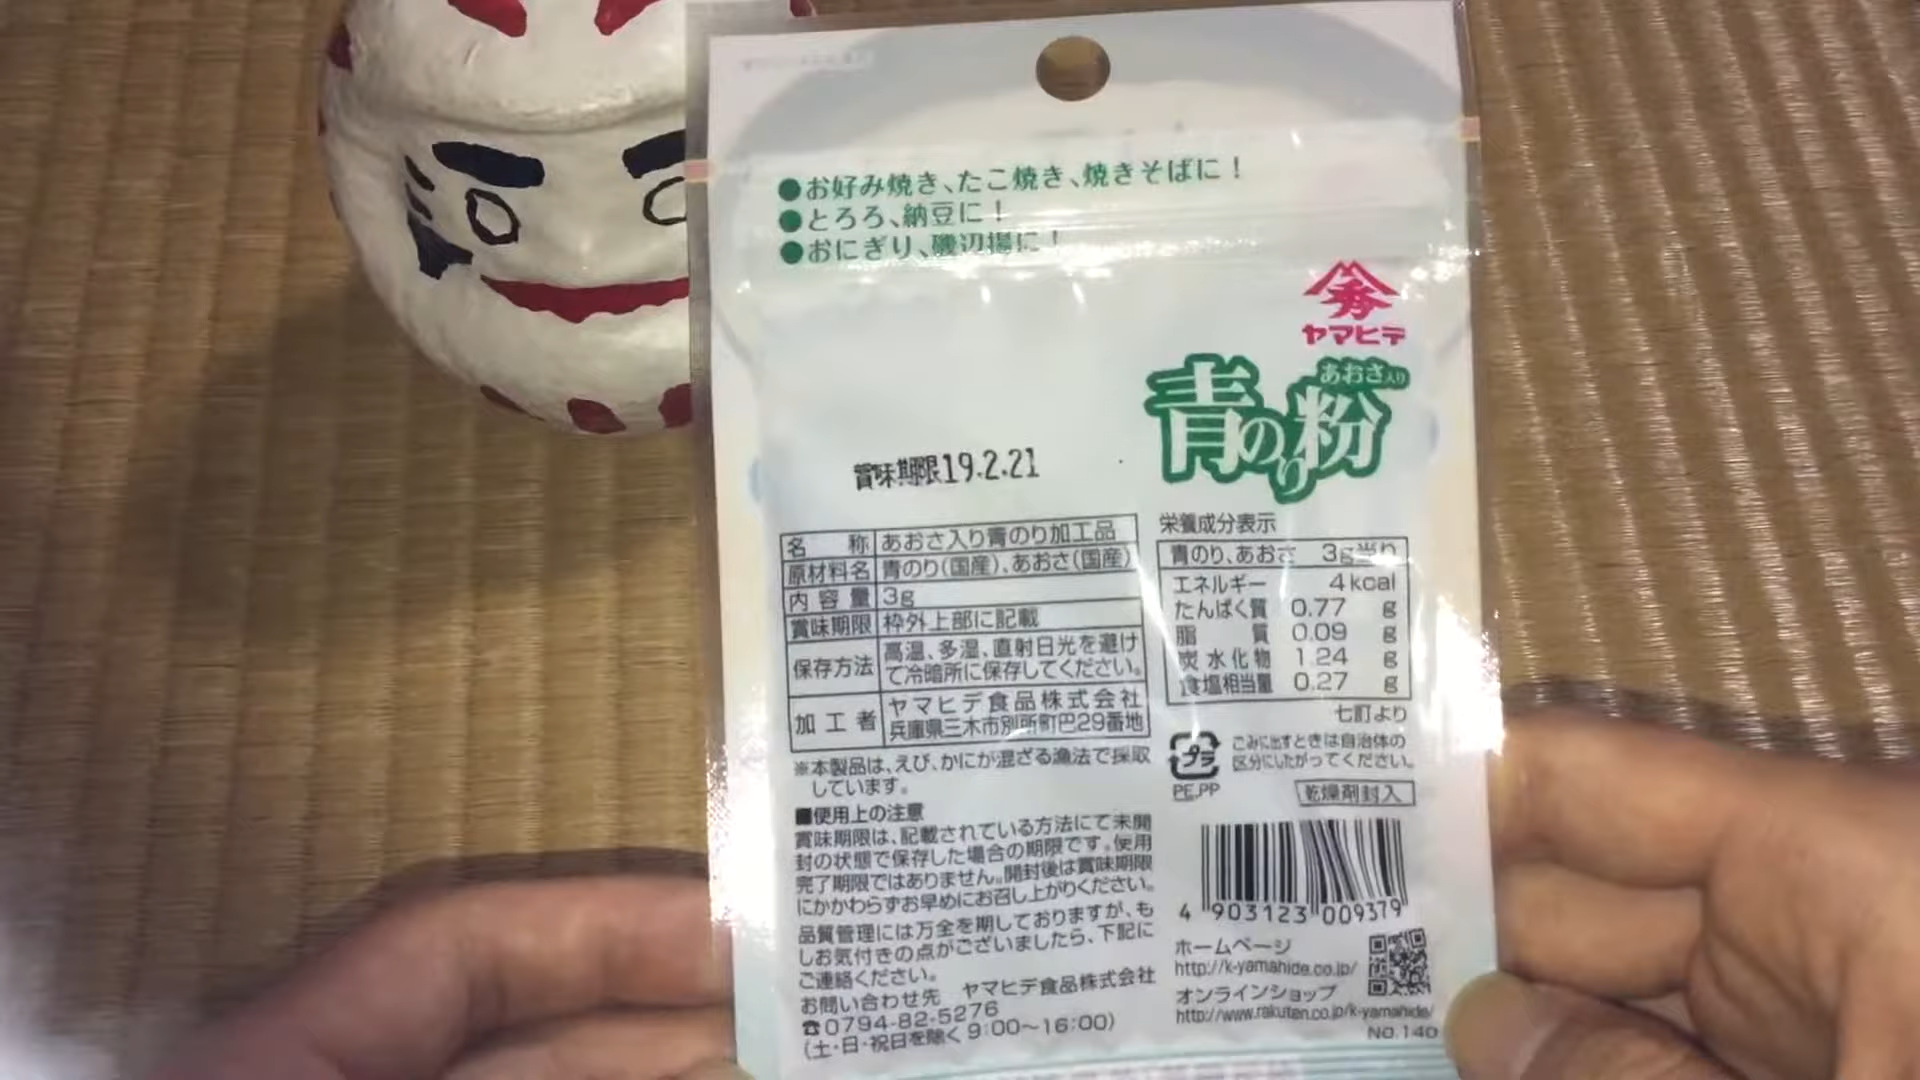 ●お好み焼き、たこ焼き、焼きそばに！
●とろろ、納豆に！
●おにぎり、磯辺揚に！
秀
ヤマヒデ
あおさ入り
青のり粉
賞味期限19.2.21
名称 あおさ入り青のり加工品
原材料名 青のり(国産)、あおさ(国産)
内容量 3g
賞味期限 枠外上部に記載
保存方法 高温、多湿、直射日光を避け
て冷暗所に保存してください。
加工者 ヤマヒデ食品株式会社
兵庫県三木市別所町巴29番地
※本製品は、えび、かにが混ざる漁法で採取
しています。
■使用上の注意
賞味期限は、記載されている方法にて未開
封の状態で保存した場合の期限です。使用
完了期限ではありません。開封後は賞味期限
にかかわらずお早めにお召し上がりください。
品質管理には万全を期しておりますが、も
しお気付きの点がございましたら、下記に
ご連絡ください。
お問い合わせ先 ヤマヒデ食品株式会社
☎0794-82-5276
(土・日・祝日を除く9:00〜16:00)
栄養成分表示
青のり、あおさ 3g当り
エネルギー 4kcal
たんぱく質 0.77 g
脂質 0.09 g
炭水化物 1.24 g
食塩相当量 0.27 g
七訂より
プラ
PE,PP
ごみに出すときは自治体の
区分にしたがってください。
乾燥剤封入
4 903123 009379
ホームページ
http://k-yamahide.co.jp/
オンラインショップ
http://www.rakuten.co.jp/k-yamahide/
No.140